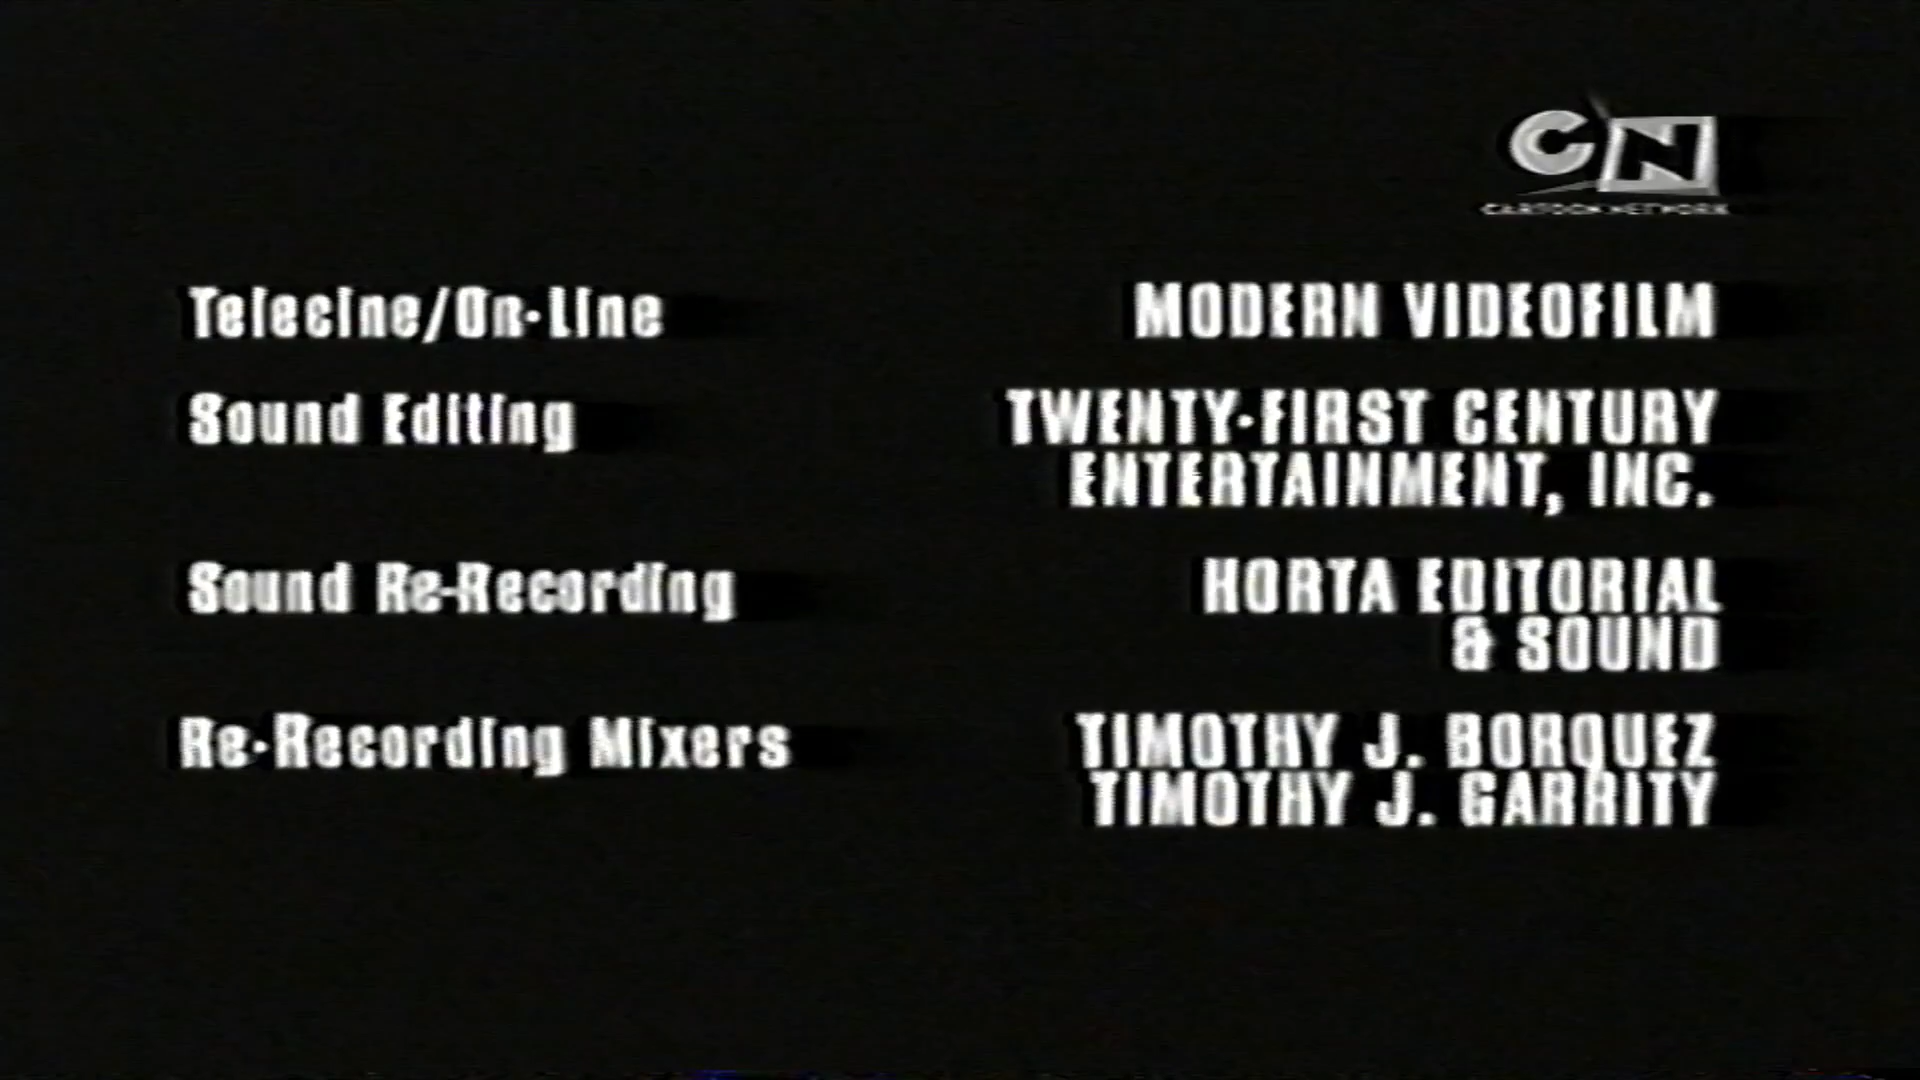 CN
CARTOON NETWORK
Telecine/On-Line MODERN VIDEOFILM
Sound Editing TWENTY-FIRST CENTURY
ENTERTAINMENT, INC.
Sound Re-Recording HORTA EDITORIAL
& SOUND
Re-Recording Mixers TIMOTHY J. BORQUEZ
TIMOTHY J. GARRITY